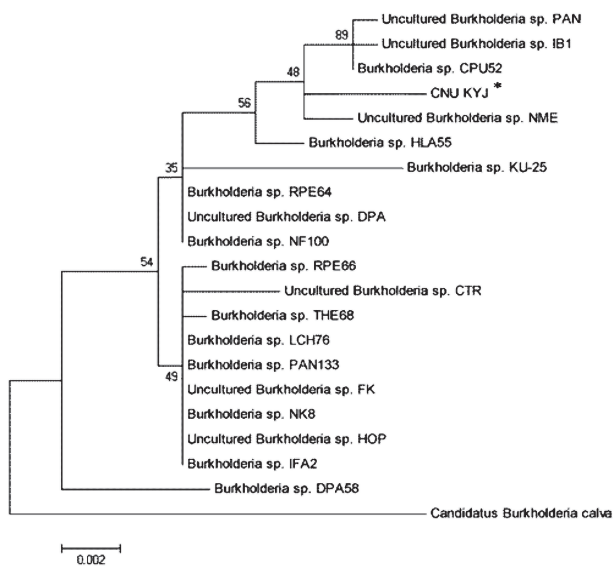 Uncultured Burkholderia sp. PAN
89
Uncultured Burkholderia sp. IB1
Burkholderia sp. CPU52
48
CNU KYJ *
56
Uncultured Burkholderia sp. NME
Burkholderia sp. HLA55
35
Burkholderia sp. KU-25
Burkholderia sp. RPE64
Uncultured Burkholderia sp. DPA
Burkholderia sp. NF100
54
Burkholderia sp. RPE66
Uncultured Burkholderia sp. CTR
Burkholderia sp. THE68
Burkholderia sp. LCH76
Burkholderia sp. PAN133
49
Uncultured Burkholderia sp. FK
Burkholderia sp. NK8
Uncultured Burkholderia sp. HOP
Burkholderia sp. IFA2
Burkholderia sp. DPA58
Candidatus Burkholderia calva
0.002